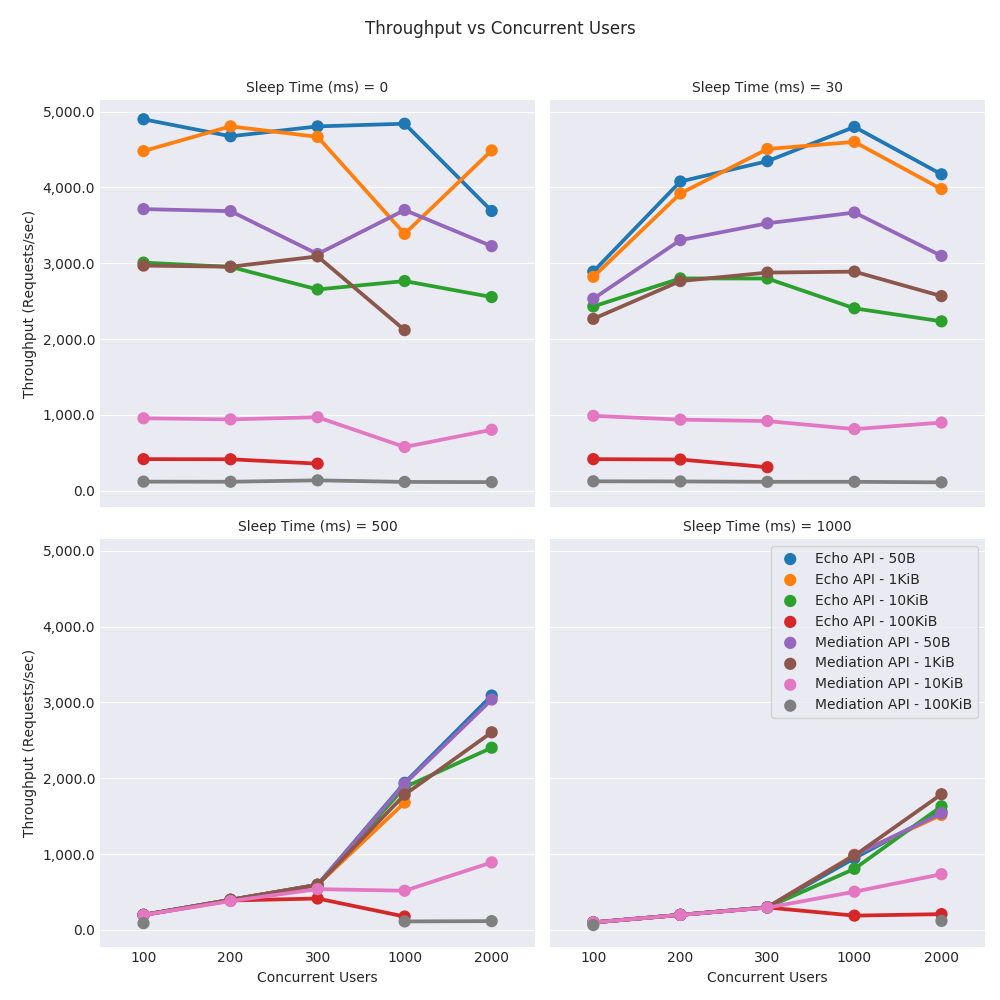 Throughput vs Concurrent Users
Sleep Time (ms) = 0
Sleep Time (ms) = 30
5,000.0
4,000.0
3,000.0
2,000.0
1,000.0
0.0
Throughput (Requests/sec)
Sleep Time (ms) = 500
Sleep Time (ms) = 1000
5,000.0
4,000.0
3,000.0
2,000.0
1,000.0
0.0
Throughput (Requests/sec)
Echo API - 50B
Echo API - 1KiB
Echo API - 10KiB
Echo API - 100KiB
Mediation API - 50B
Mediation API - 1KiB
Mediation API - 10KiB
Mediation API - 100KiB
100 200 300 1000 2000
100 200 300 1000 2000
Concurrent Users
Concurrent Users